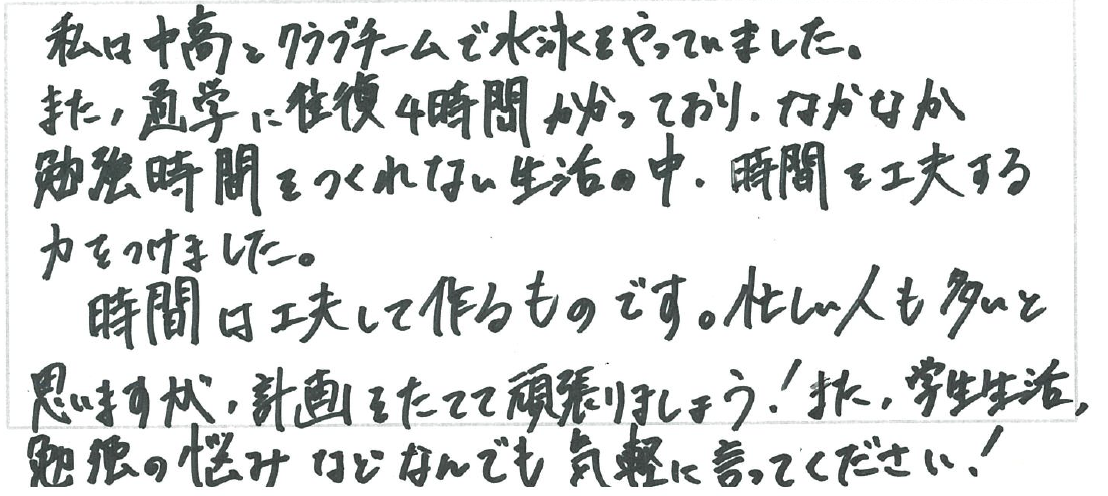 私は中高とクラブチームで水泳をやっていました。
また、通学に往復4時間かかっており、なかなか
勉強時間をつくれない生活の中、時間を工夫する
力をつけました。
時間は工夫して作るものです。忙しい人も多いと
思いますが、計画をたてて頑張りましょう!また、学生生活、
勉強の悩みなどなんでも気軽に言ってください!